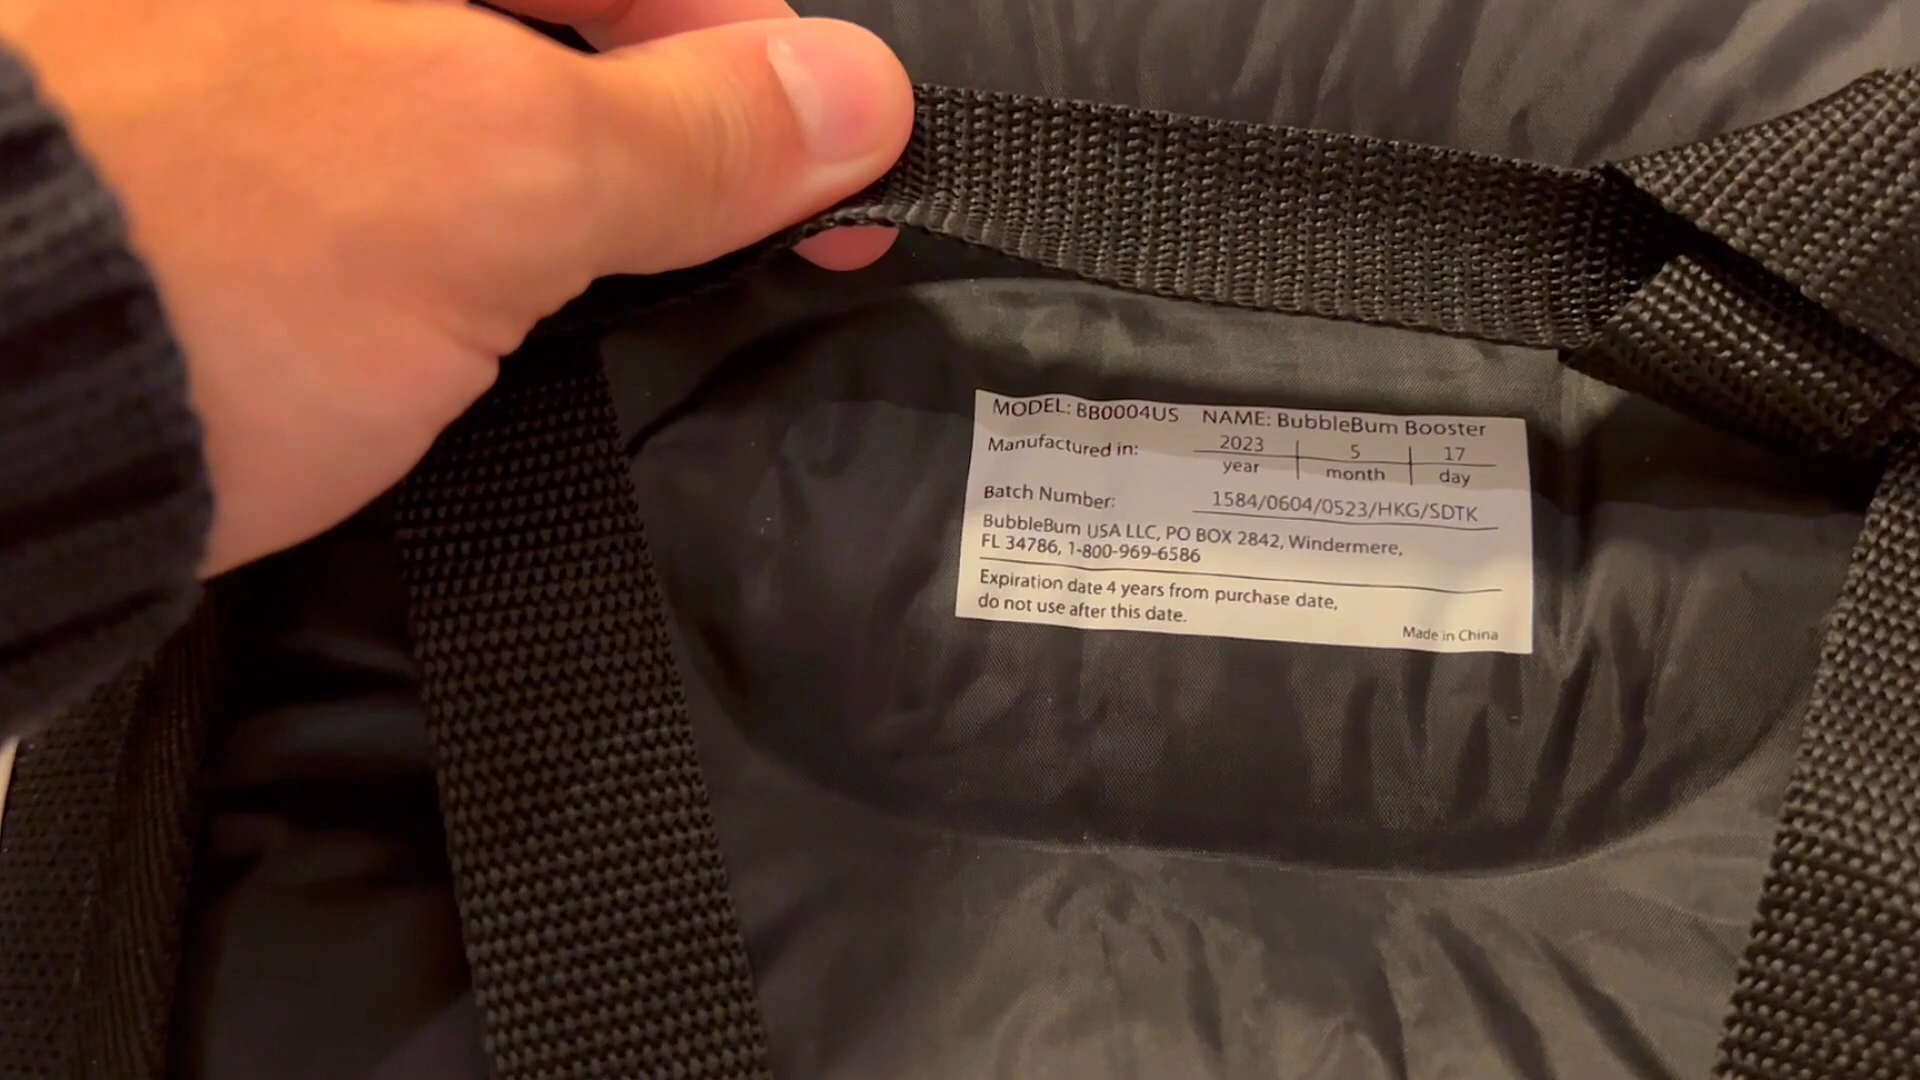 MODEL: BB0004US NAME: BubbleBum Booster
Manufactured in: 2023 5 17
year month day
Batch Number: 1584/0604/0523/HKG/SDTK
BubbleBum USA LLC, PO BOX 2842, Windermere,
FL 34786, 1-800-969-6586
Expiration date 4 years from purchase date,
do not use after this date.
Made in China